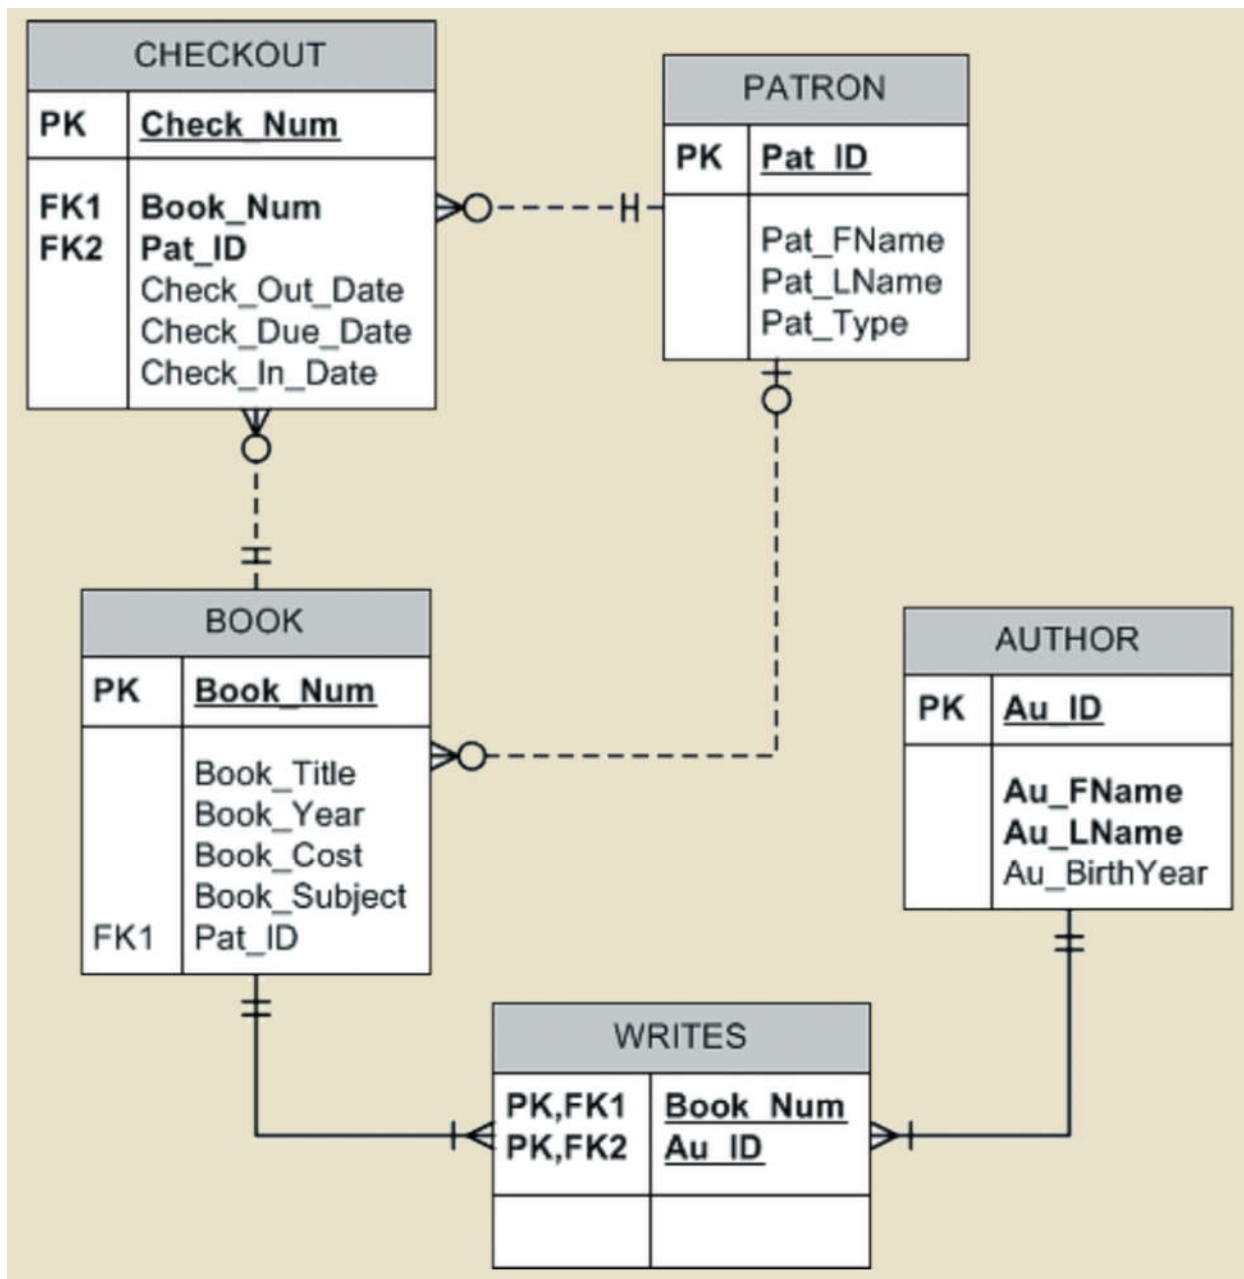 CHECKOUT
PK Check_Num
FK1 Book_Num
FK2 Pat_ID
Check_Out_Date
Check_Due_Date
Check_In_Date
PATRON
PK Pat_ID
Pat_FName
Pat_LName
Pat_Type
BOOK
PK Book_Num
Book_Title
Book_Year
Book_Cost
Book_Subject
FK1 Pat_ID
AUTHOR
PK Au_ID
Au_FName
Au_LName
Au_BirthYear
WRITES
PK,FK1 Book_Num
PK,FK2 Au_ID